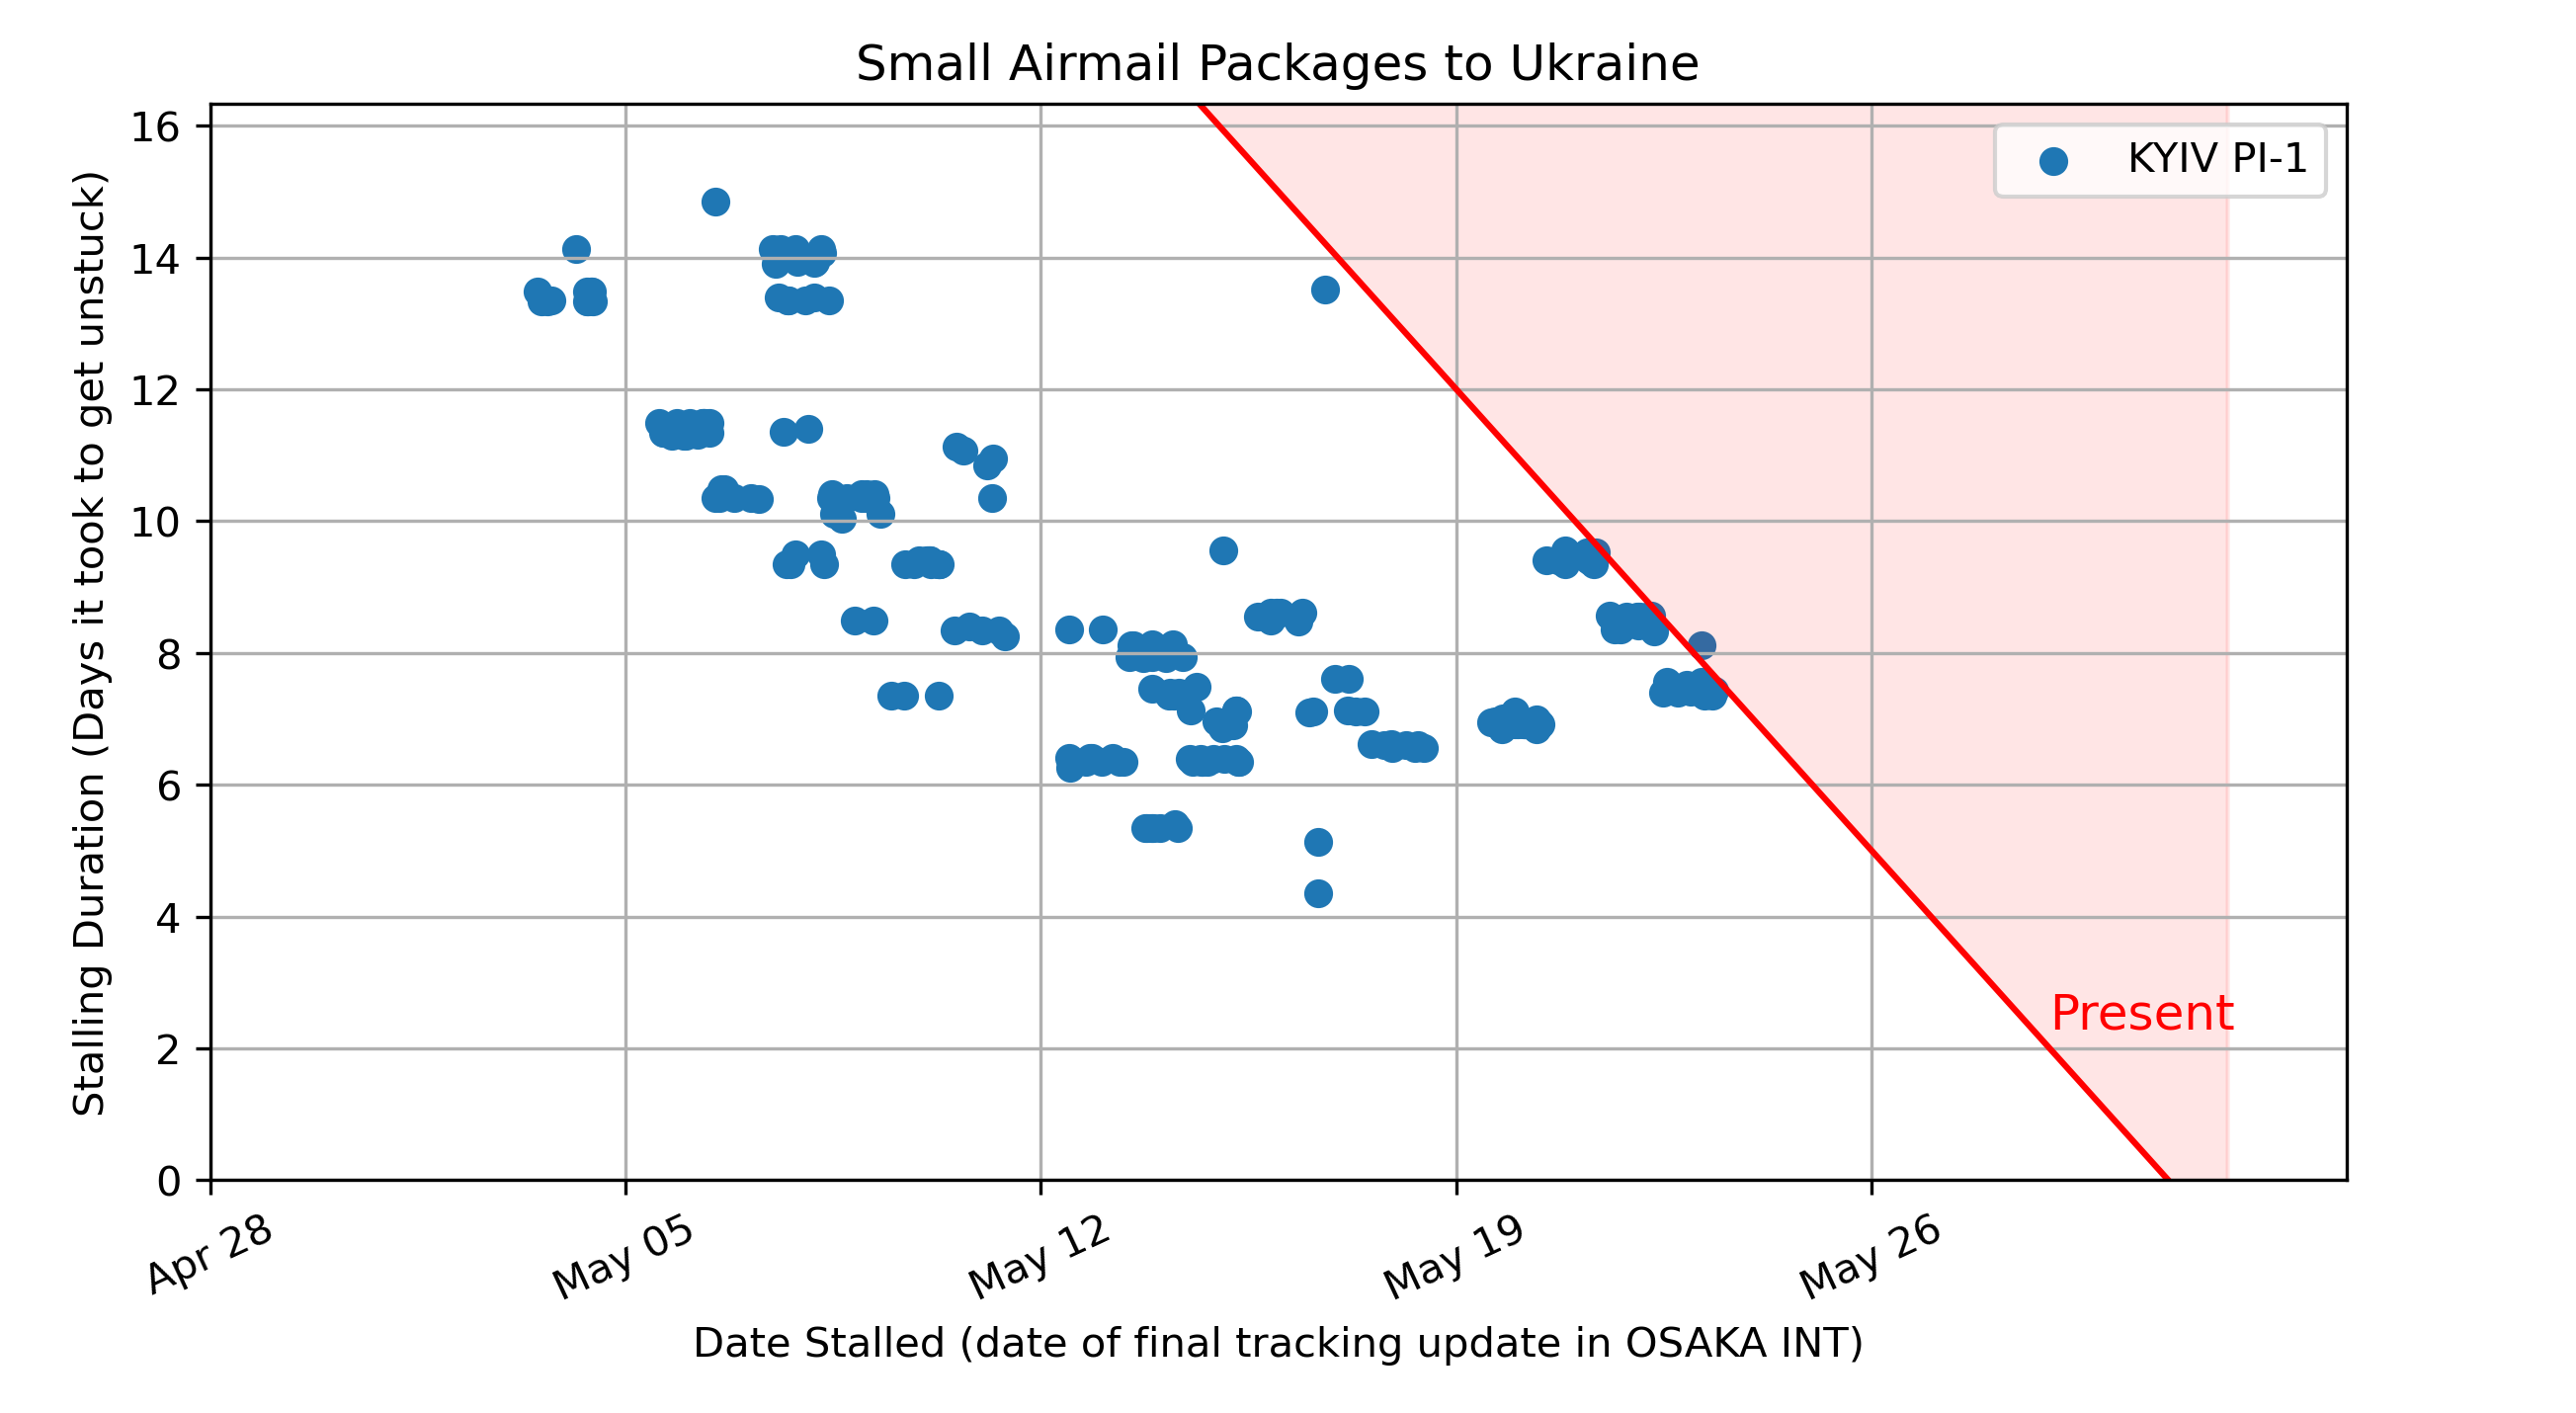 Small Airmail Packages to Ukraine
Stalling Duration (Days it took to get unstuck)
16
14
12
10
8
6
4
2
0
KYIV PI-1
Present
Apr 28
May 05
May 12
May 19
May 26
Date Stalled (date of final tracking update in OSAKA INT)